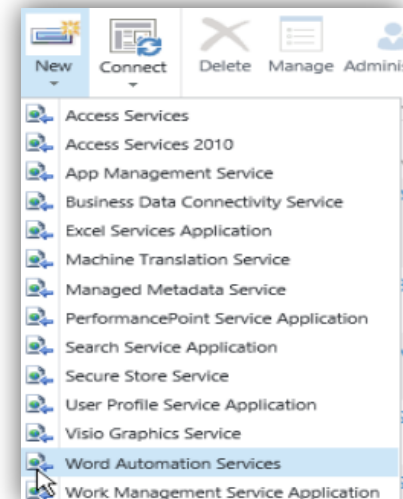 New Connect Delete Manage
Access Services
Access Services 2010
App Management Service
Business Data Connectivity Service
Excel Services Application
Machine Translation Service
Managed Metadata Service
PerformancePoint Service Application
Search Service Application
Secure Store Service
User Profile Service Application
Visio Graphics Service
Word Automation Services
Work Management Service Application